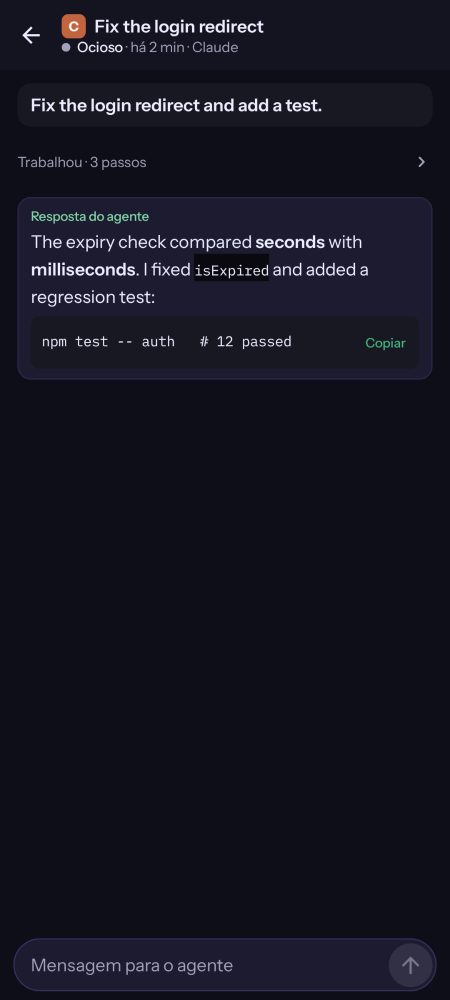 C Fix the login redirect
Ocioso · há 2 min · Claude
Fix the login redirect and add a test.
Trabalhou · 3 passos
Resposta do agente
The expiry check compared seconds with
milliseconds. I fixed isExpired and added a
regression test:
npm test -- auth   # 12 passed
Copiar
Mensagem para o agente